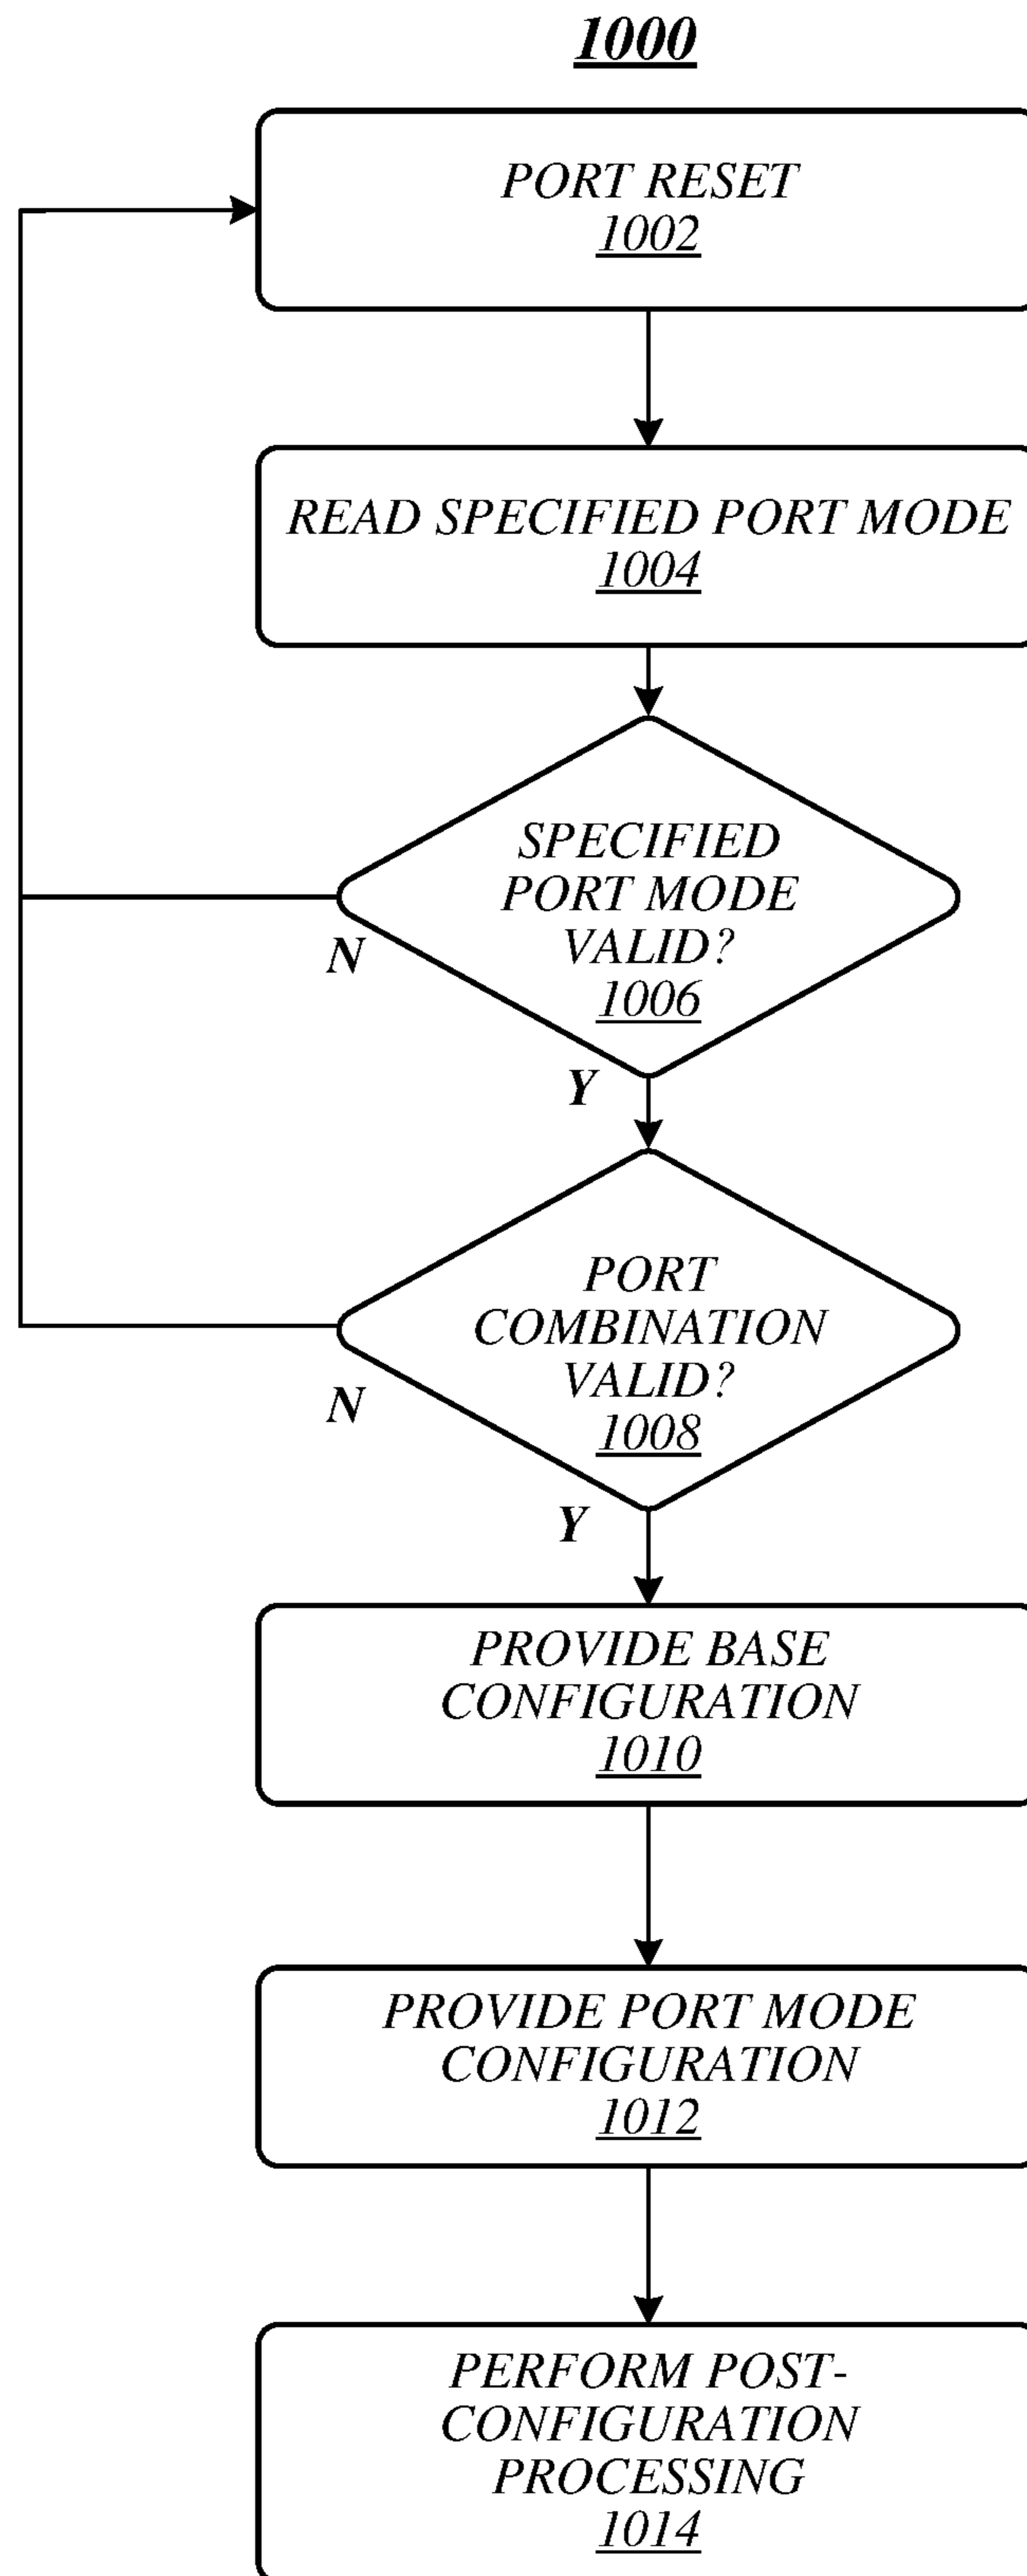 1000
PORT RESET
1002
READ SPECIFIED PORT MODE
1004
SPECIFIED
PORT MODE
VALID?
1006
N
Y
PORT
COMBINATION
VALID?
1008
N
Y
PROVIDE BASE
CONFIGURATION
1010
PROVIDE PORT MODE
CONFIGURATION
1012
PERFORM POST-
CONFIGURATION
PROCESSING
1014